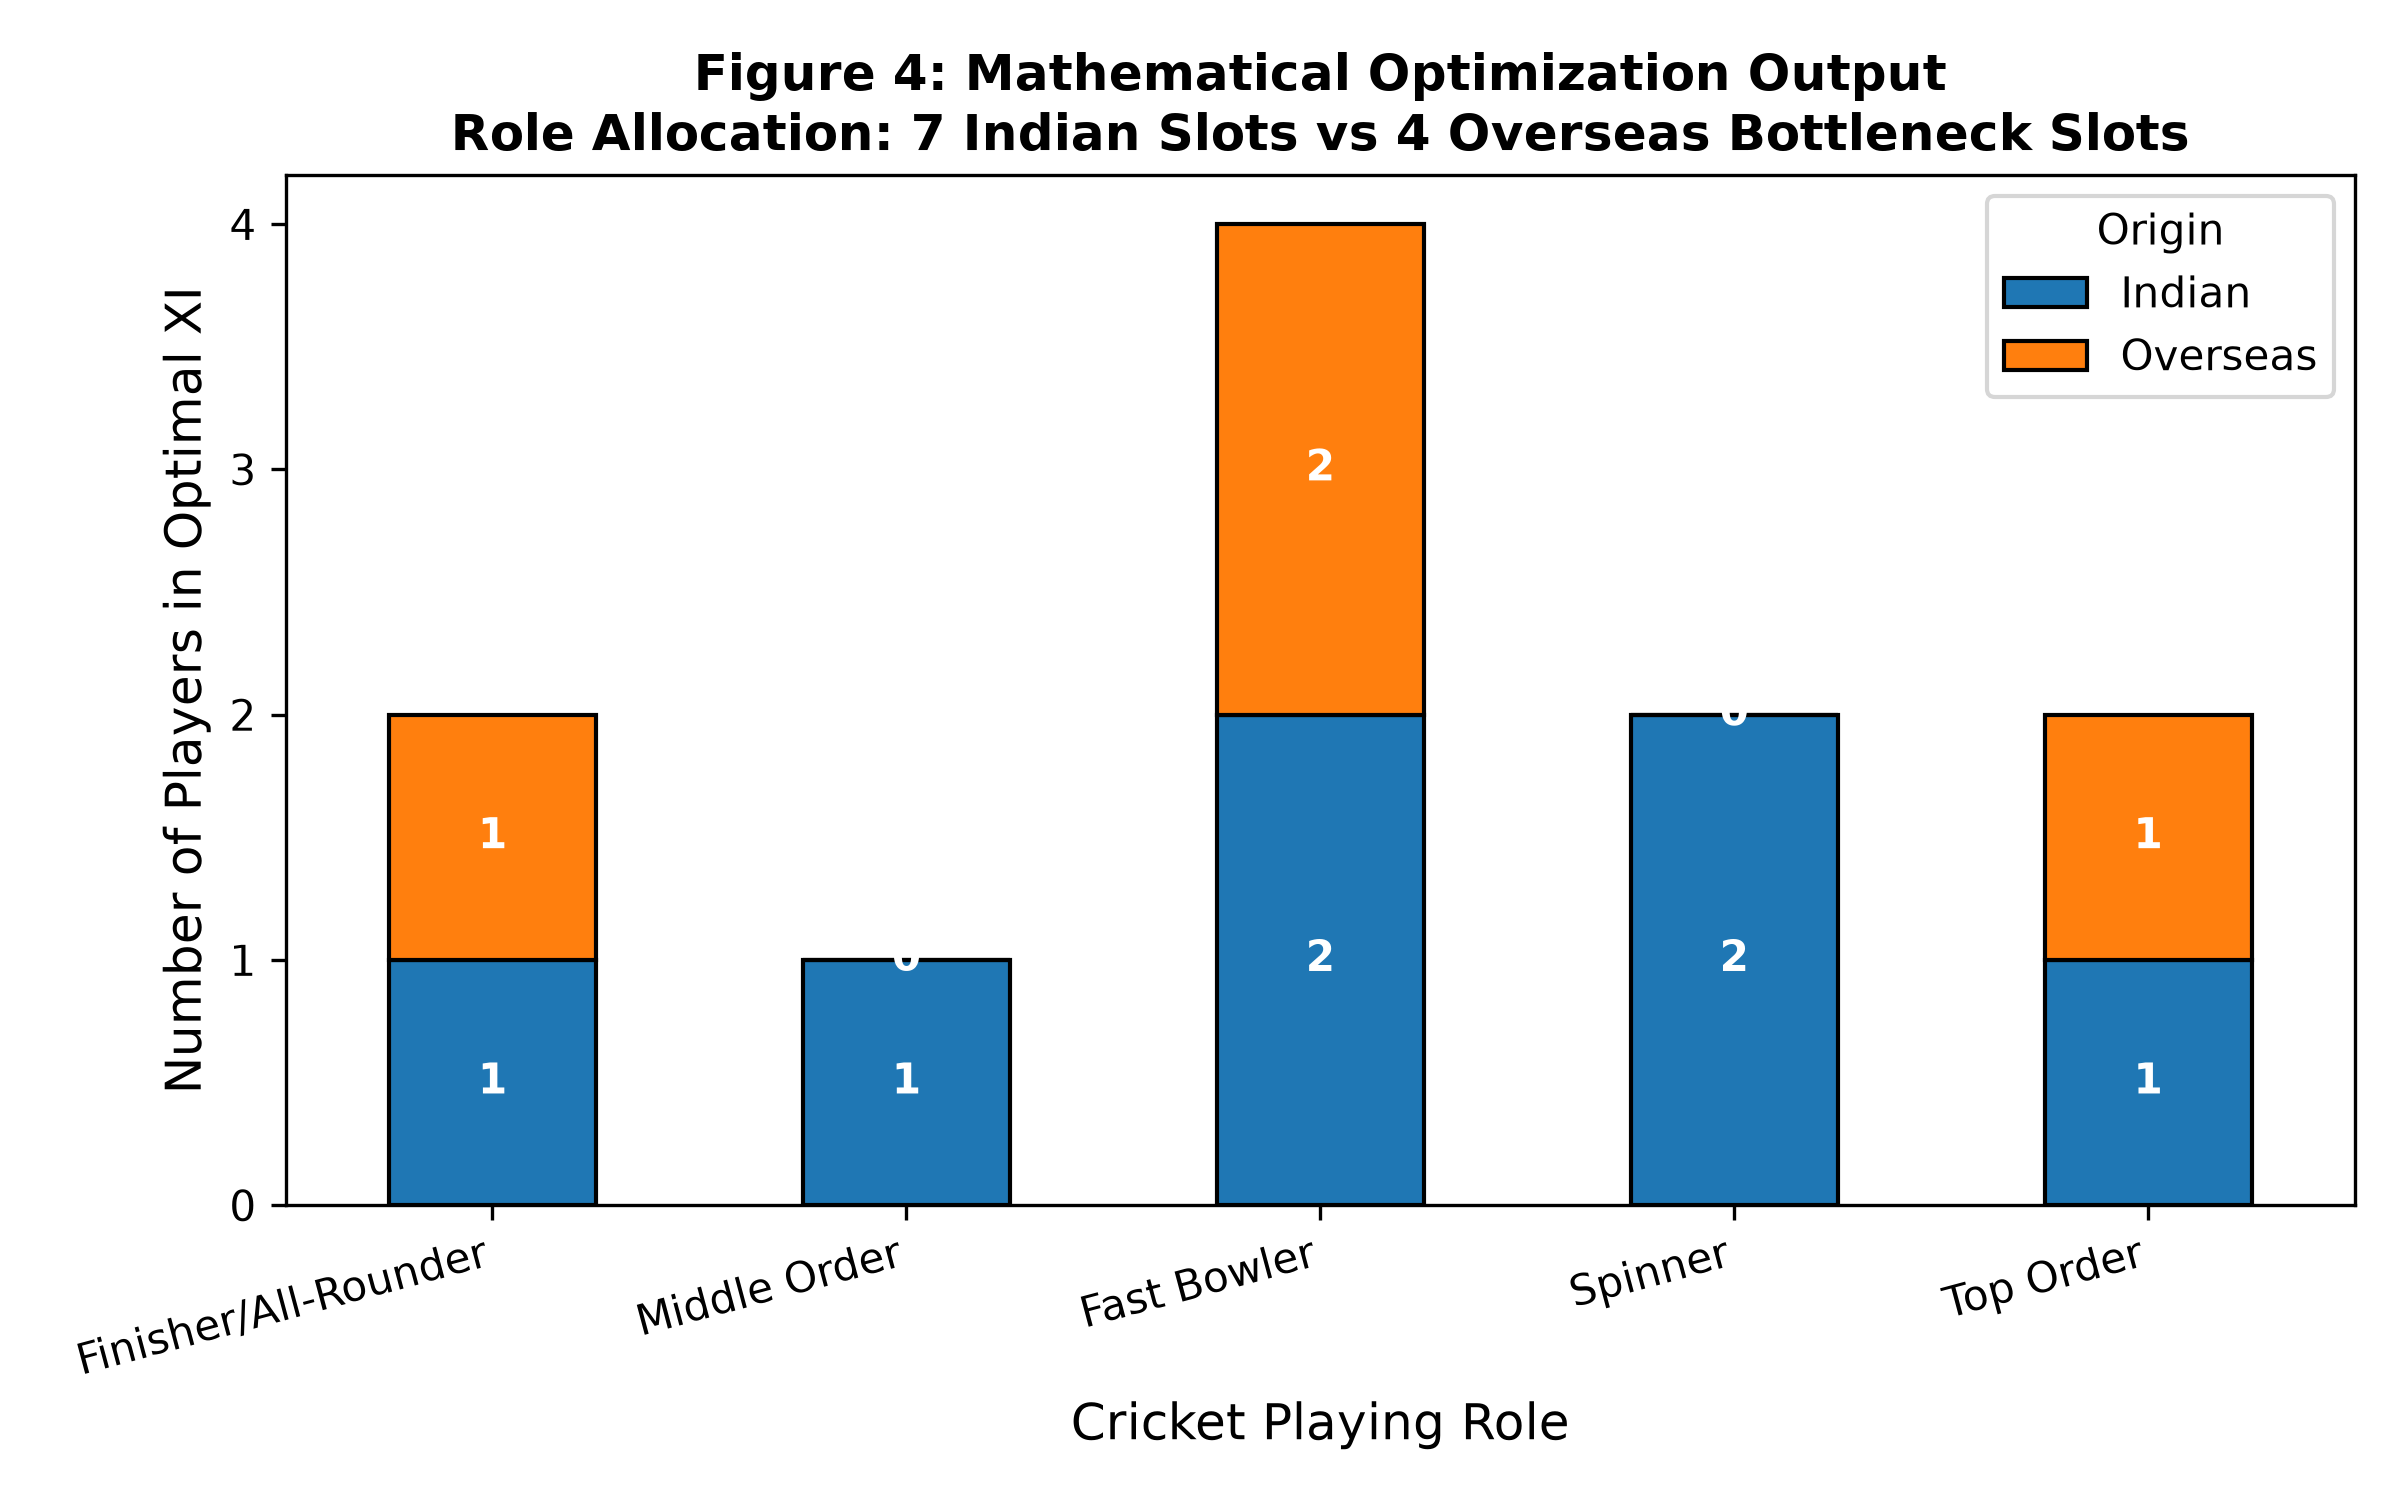 Figure 4: Mathematical Optimization Output
Role Allocation: 7 Indian Slots vs 4 Overseas Bottleneck Slots
Number of Players in Optimal XI
4
3
2
1
0
Origin
Indian
Overseas
1
1
0
1
2
2
0
2
1
1
Finisher/All-Rounder
Middle Order
Fast Bowler
Spinner
Top Order
Cricket Playing Role